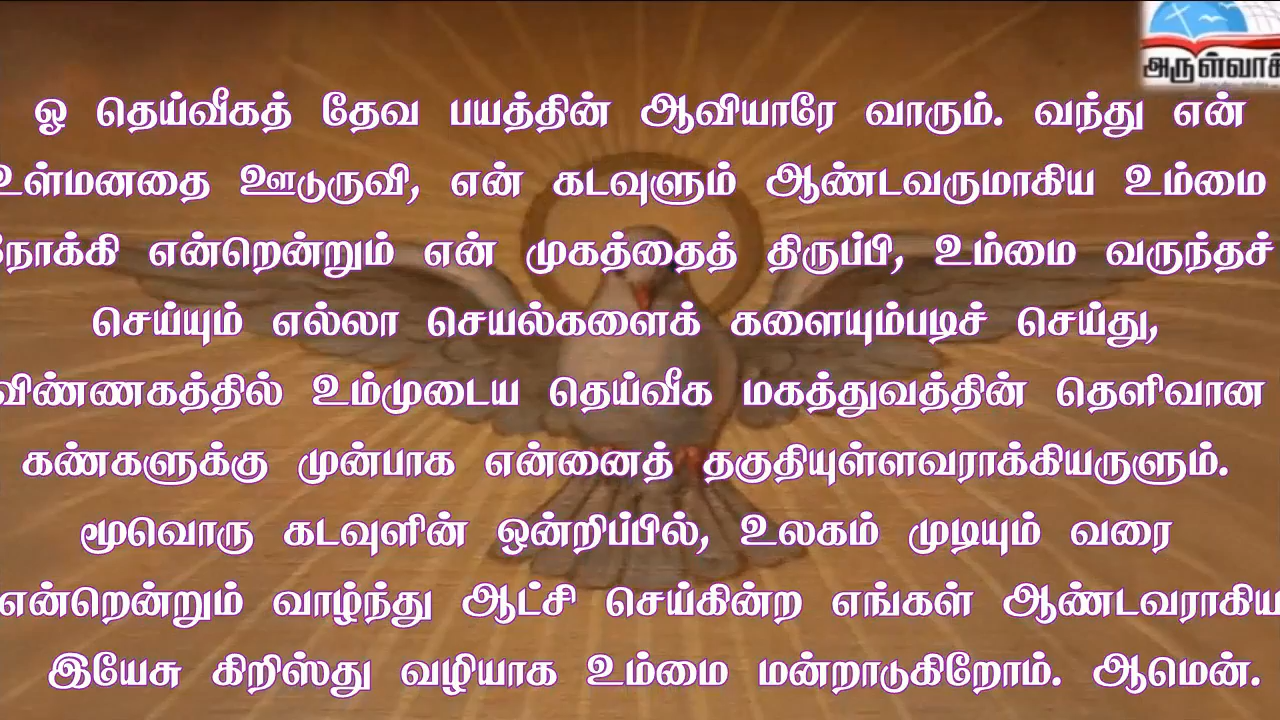 அருள்வாக்
ஓ தெய்வீகத் தேவ பயத்தின் ஆவியாரே வாரும். வந்து என்
உள்மனதை ஊடுருவி, என் கடவுளும் ஆண்டவருமாகிய உம்மை
நோக்கி என்றென்றும் என் முகத்தைத் திருப்பி, உம்மை வருந்தச்
செய்யும் எல்லா செயல்களைக் களையும்படிச் செய்து,
விண்ணகத்தில் உம்முடைய தெய்வீக மகத்துவத்தின் தெளிவான
கண்களுக்கு முன்பாக என்னைத் தகுதியுள்ளவராக்கியருளும்.
மூவொரு கடவுளின் ஒன்றிப்பில், உலகம் முடியும் வரை
என்றென்றும் வாழ்ந்து ஆட்சி செய்கின்ற எங்கள் ஆண்டவராகிய
இயேசு கிறிஸ்து வழியாக உம்மை மன்றாடுகிறோம். ஆமென்.